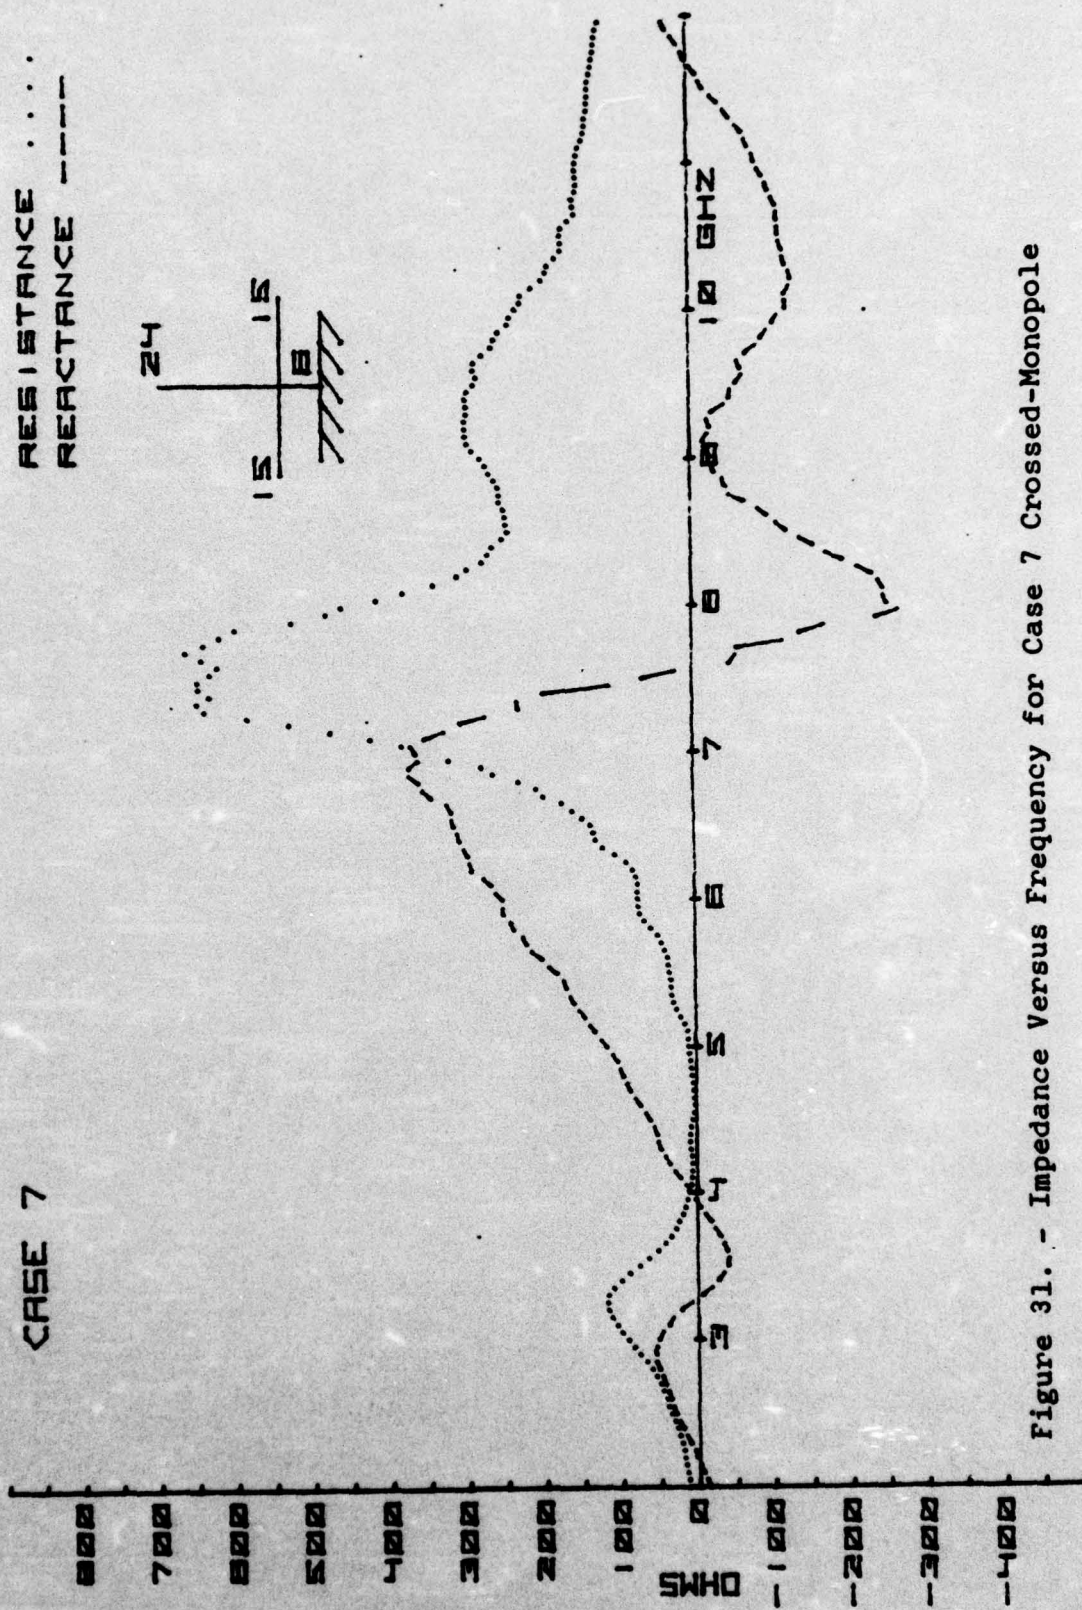 CASE 7
RESISTANCE .....
REACTANCE ----
24
15 15
6
800
700
600
500
400
300
200
100
0
-100
-200
-300
-400
OHMS
3 4 5 6 7 8 9 10 GHZ
Figure 31. - Impedance Versus Frequency for Case 7 Crossed-Monopole